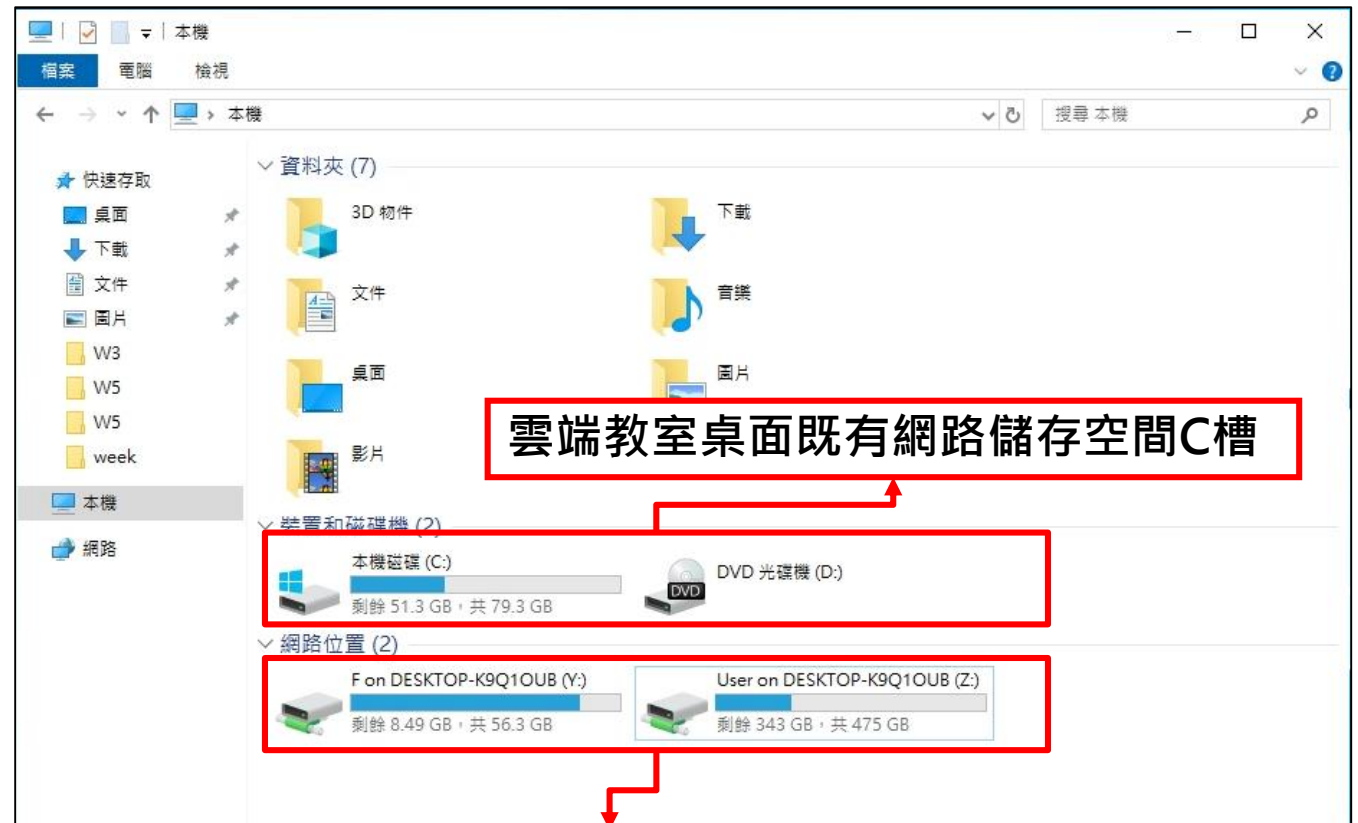 本機
檔案 電腦 檢視
本機 搜尋 本機
快速存取
桌面
下載
文件
圖片
W3
W5
W5
week
本機
網路
資料夾 (7)
3D 物件 下載
文件 音樂
桌面 圖片
影片
雲端教室桌面既有網路儲存空間C槽
裝置和磁碟機 (2)
本機磁碟 (C:)
剩餘 51.3 GB，共 79.3 GB
DVD 光碟機 (D:)
DVD
網路位置 (2)
F on DESKTOP-K9Q1OUB (Y:)
剩餘 8.49 GB，共 56.3 GB
User on DESKTOP-K9Q1OUB (Z:)
剩餘 343 GB，共 475 GB